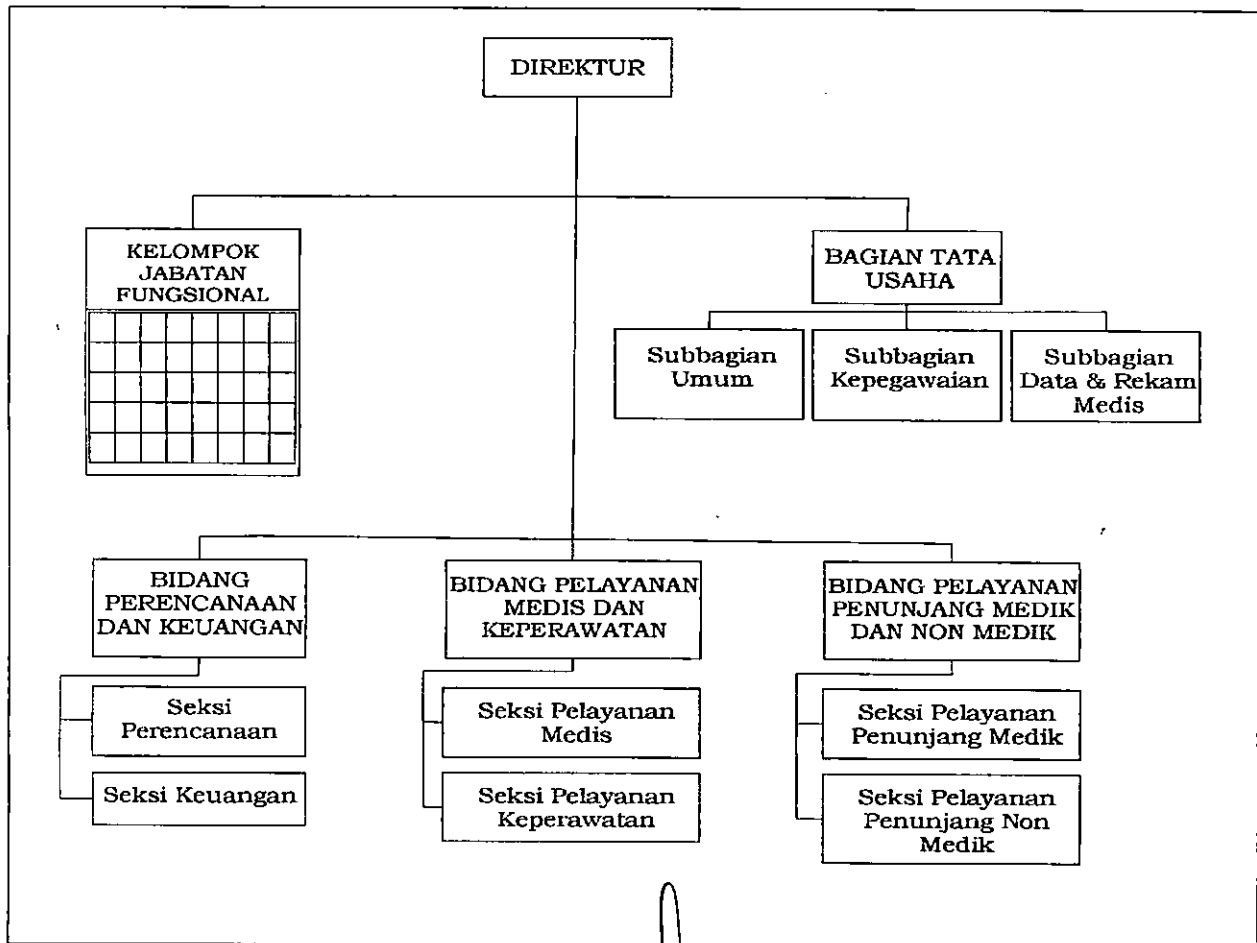 DIREKTUR
KELOMPOK
JABATAN
FUNGSIONAL
BAGIAN TATA
USAHA
Subbagian
Umum
Subbagian
Kepegawaian
Subbagian
Data & Rekam
Medis
BIDANG
PERENCANAAN
DAN KEUANGAN
BIDANG PELAYANAN
MEDIS DAN
KEPERAWATAN
BIDANG PELAYANAN
PENUNJANG MEDIK
DAN NON MEDIK
Seksi
Perencanaan
Seksi Keuangan
Seksi Pelayanan
Medis
Seksi Pelayanan
Keperawatan
Seksi Pelayanan
Penunjang Medik
Seksi Pelayanan
Penunjang Non
Medik